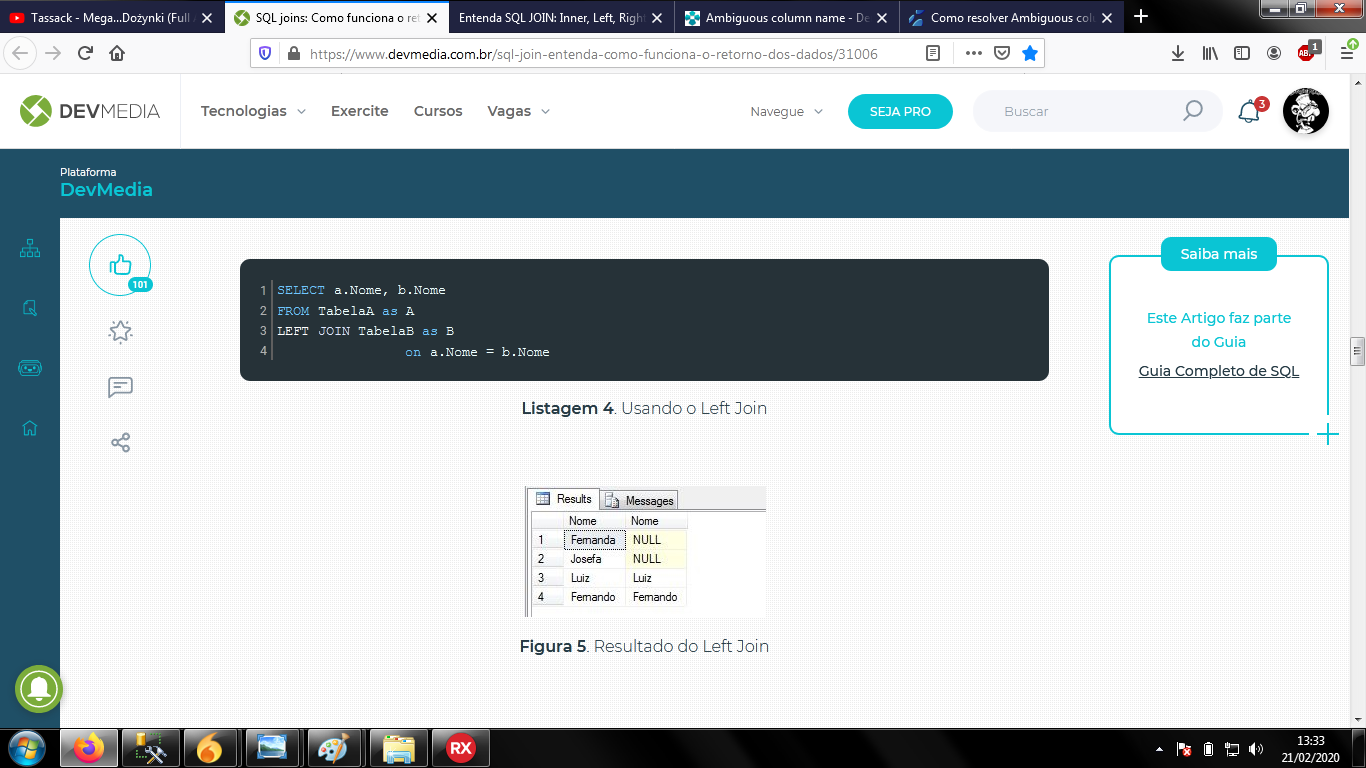 Tassack - Mega...Dożynki (Full A
SQL joins: Como funciona o ret
Entenda SQL JOIN: Inner, Left, Righ
Ambiguous column name - De
Como resolver Ambiguous colu
https://www.devmedia.com.br/sql-join-entenda-como-funciona-o-retorno-dos-dados/31006
ABP
1
DEVMEDIA
Tecnologias
Exercite
Cursos
Vagas
Navegue
SEJA PRO
Buscar
3
Plataforma
DevMedia
101
1 SELECT a.Nome, b.Nome
2 FROM TabelaA as A
3 LEFT JOIN TabelaB as B
4 on a.Nome = b.Nome
Saiba mais
Este Artigo faz parte
do Guia
Guia Completo de SQL
Listagem 4. Usando o Left Join
Results Messages
Nome Nome
1 Fernanda NULL
2 Josefa NULL
3 Luiz Luiz
4 Fernando Fernando
Figura 5. Resultado do Left Join
RX
13:33
21/02/2020